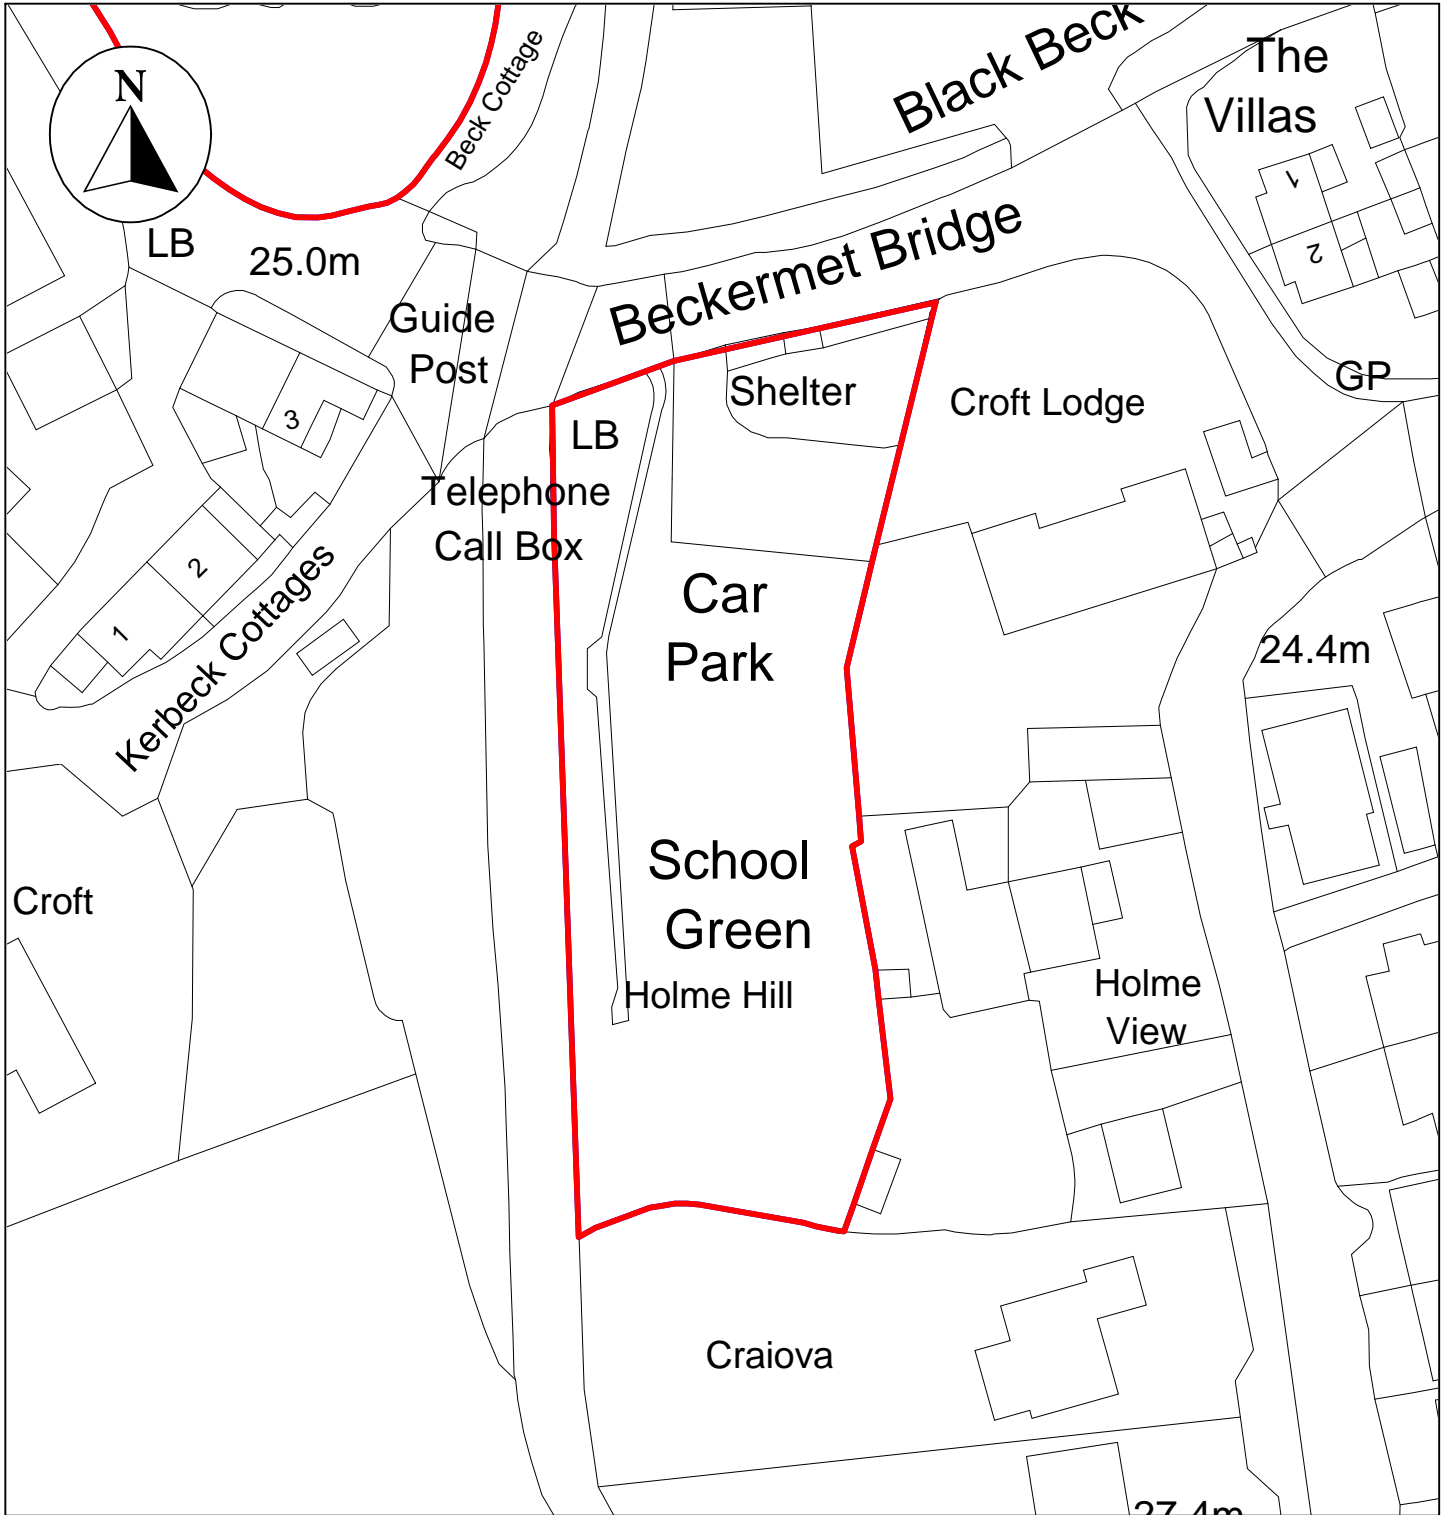 N
Beck Cottage
Black Beck
The
Villas
1
2
LB
25.0m
Beckermet Bridge
Guide
Post
3
Shelter
Croft Lodge
GP
LB
Telephone
Call Box
2
1
Kerbeck Cottages
Car
Park
24.4m
School
Green
Croft
Holme Hill
Holme
View
Craiova
27.4m